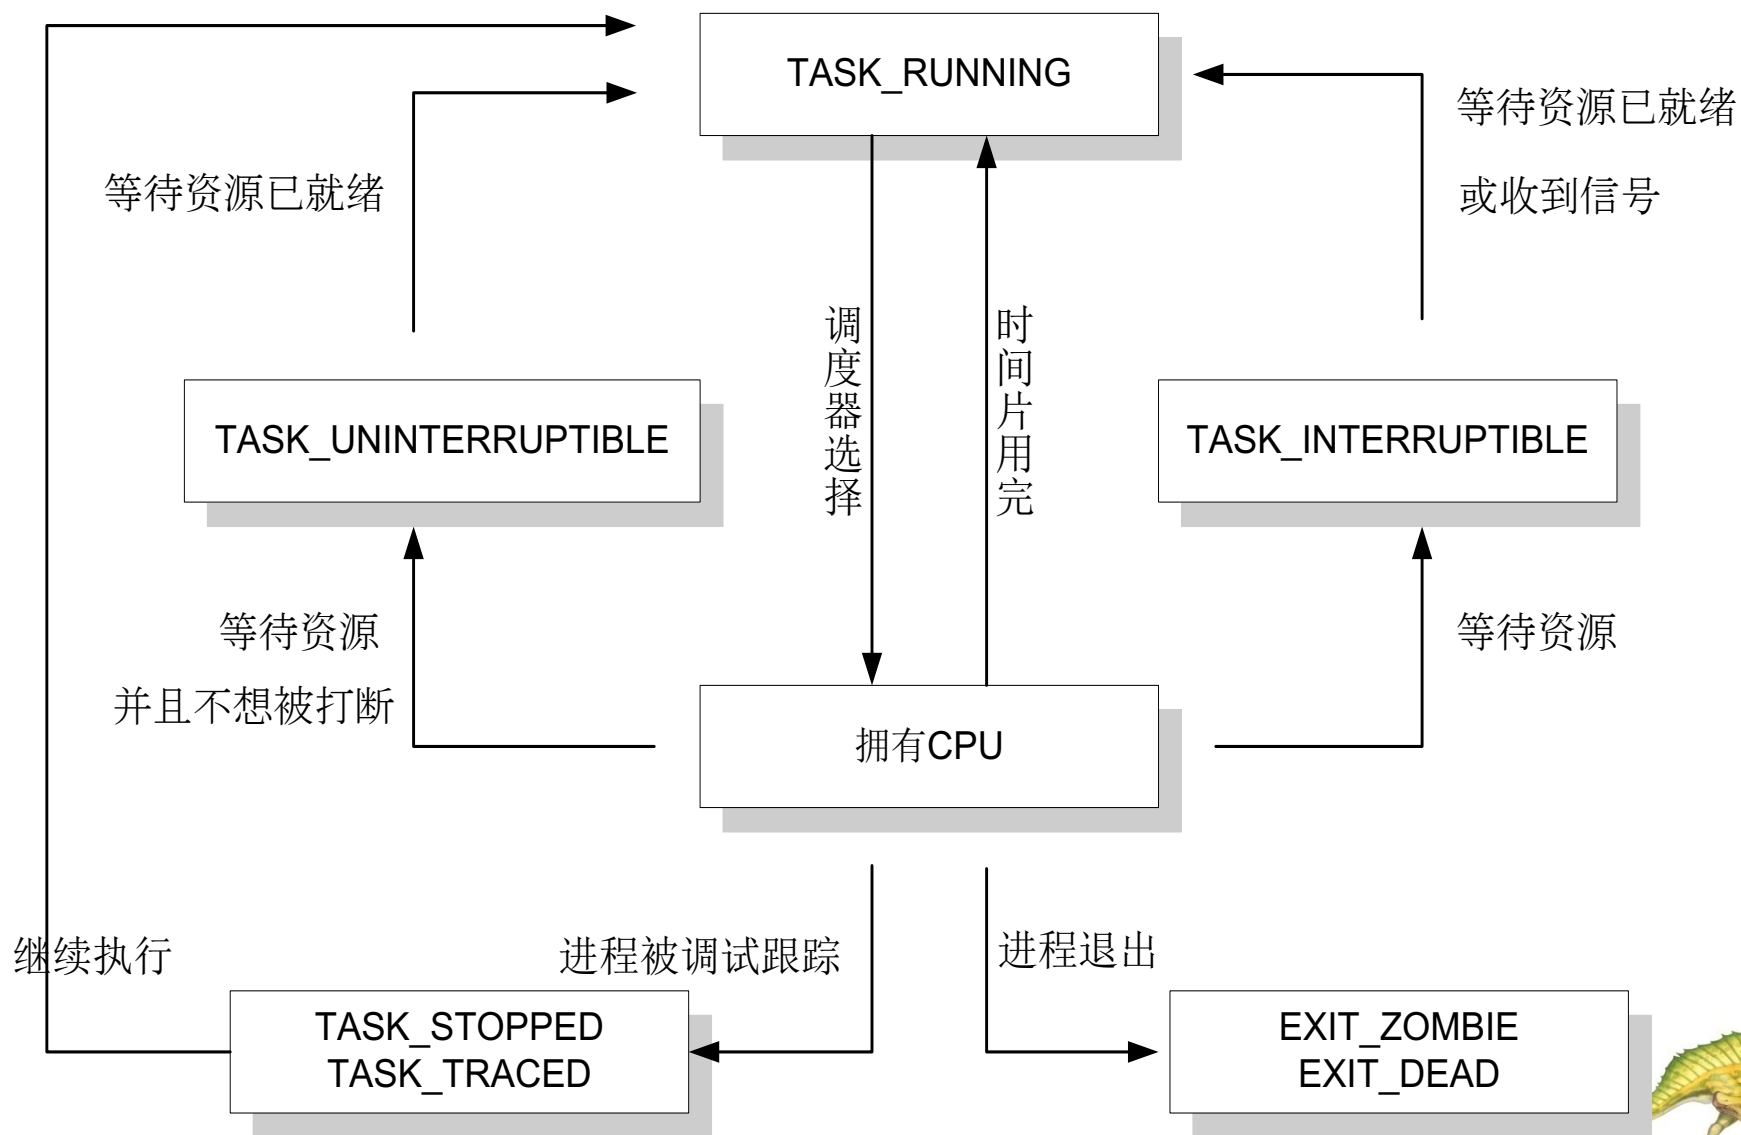 TASK_RUNNING
等待资源已就绪
或收到信号
等待资源已就绪
调度器选择
时间片用完
TASK_UNINTERRUPTIBLE
TASK_INTERRUPTIBLE
等待资源
并且不想被打断
等待资源
拥有CPU
继续执行
进程被调试跟踪
进程退出
TASK_STOPPED
TASK_TRACED
EXIT_ZOMBIE
EXIT_DEAD